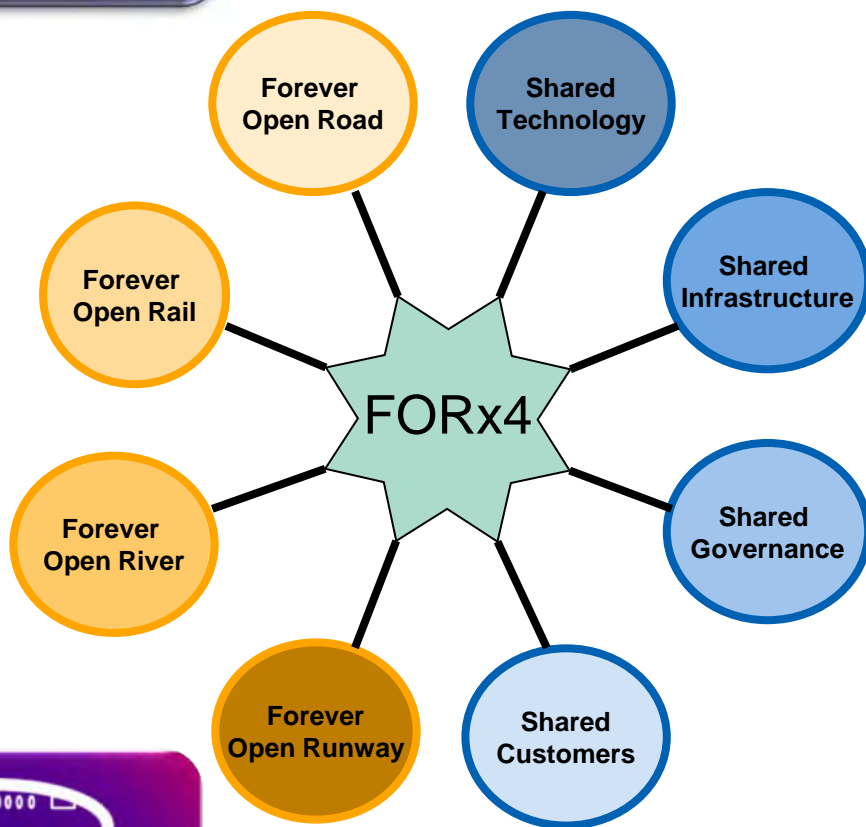 Forever
Open Road
Shared
Technology
Forever
Open Rail
Shared
Infrastructure
FORx4
Forever
Open River
Shared
Governance
Forever
Open Runway
Shared
Customers